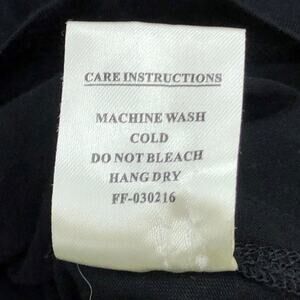 CARE INSTRUCTIONS
MACHINE WASH
COLD
DO NOT BLEACH
HANG DRY
FF-030216